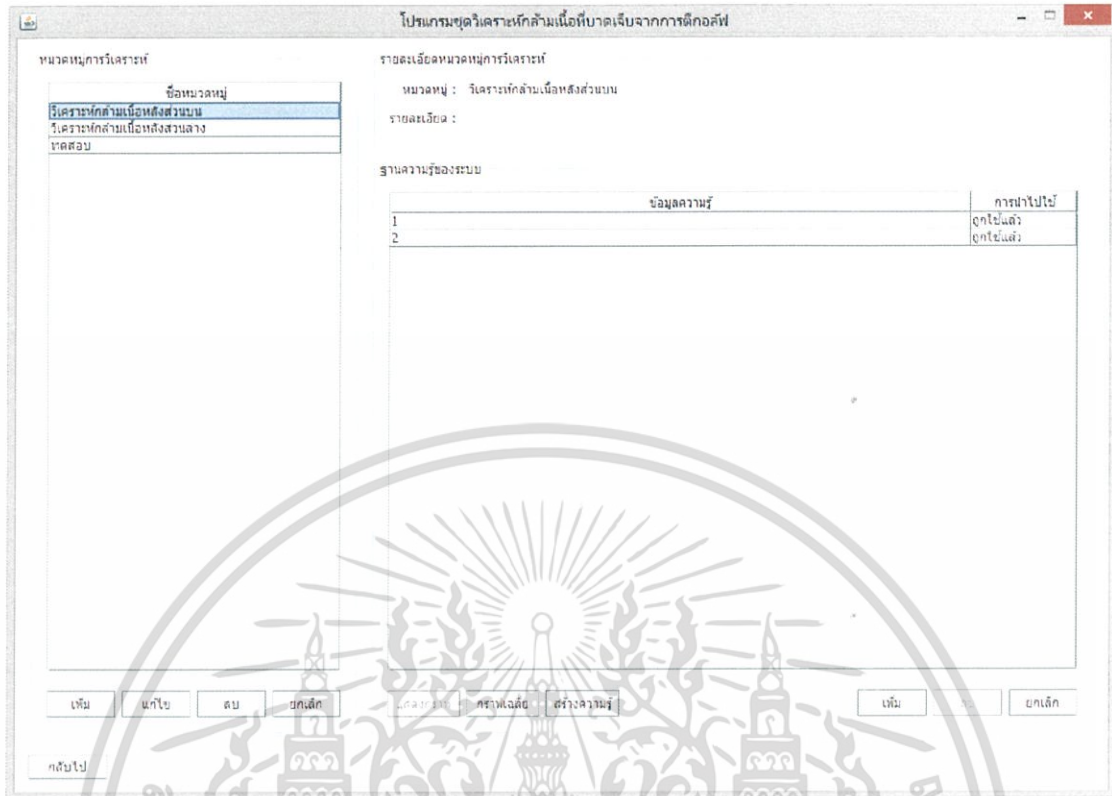 โปรแกรมชุดวิเคราะห์กล้ามเนื้อที่บาดเจ็บจากการตีกอล์ฟ
หมวดหมู่การวิเคราะห์
ชื่อหมวดหมู่
วิเคราะห์กล้ามเนื้อหลังส่วนบน
วิเคราะห์กล้ามเนื้อหลังส่วนล่าง
ทดสอบ
รายละเอียดหมวดหมู่การวิเคราะห์
หมวดหมู่ : วิเคราะห์กล้ามเนื้อหลังส่วนบน
รายละเอียด :
ฐานความรู้ของระบบ
ข้อมูลความรู้ การนำไปใช้
1 ถูกใช้แล้ว
2 ถูกใช้แล้ว
เพิ่ม แก้ไข ลบ ยกเลิก
กราฟเฉลี่ย สร้างความรู้ เพิ่ม ลบ ยกเลิก
กลับไป